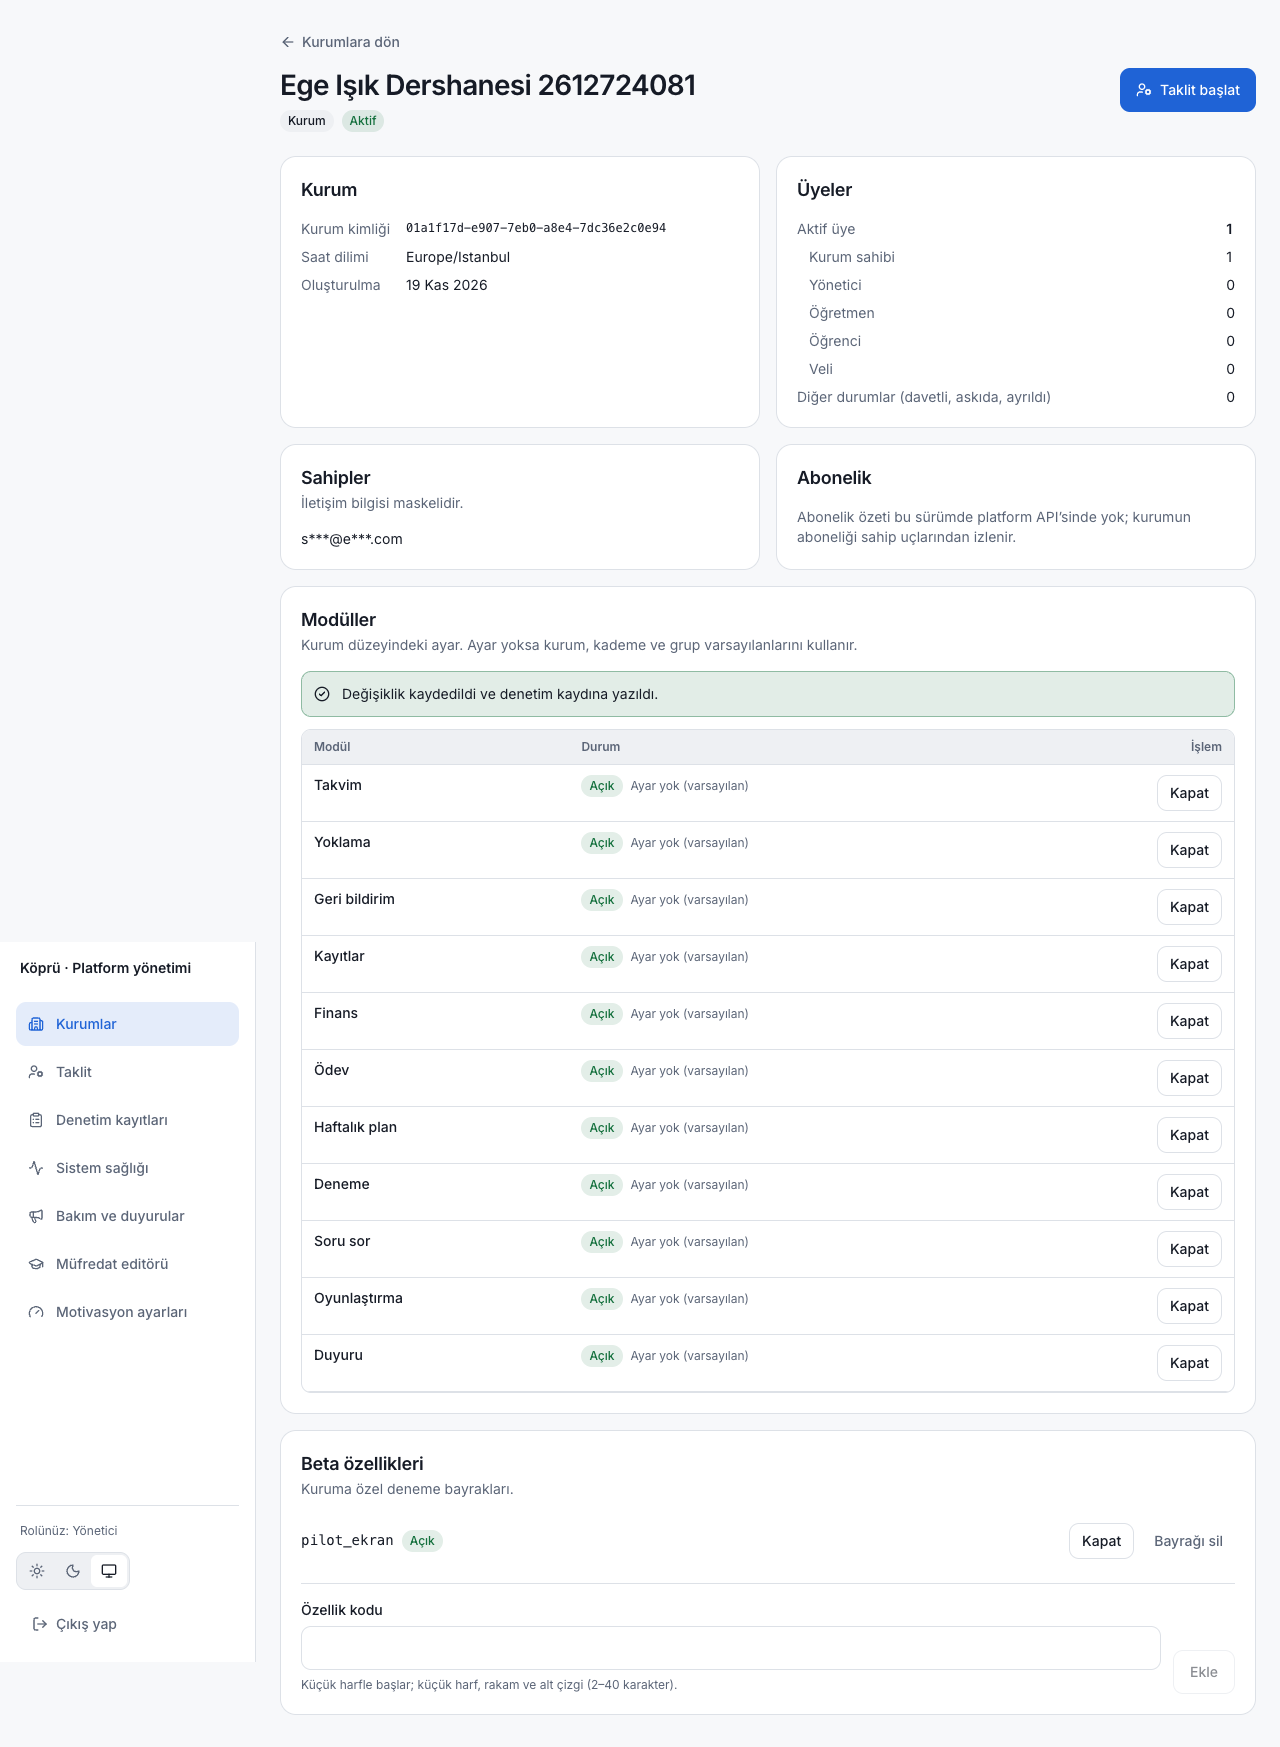 Kurumlara dön
Ege Işık Dershanesi 2612724081
Taklit başlat
Kurum Aktif
Kurum
Kurum kimliği 01a1f17d-e907-7eb0-a8e4-7dc36e2c0e94
Saat dilimi Europe/Istanbul
Oluşturulma 19 Kas 2026
Üyeler
Aktif üye 1
Kurum sahibi 1
Yönetici 0
Öğretmen 0
Öğrenci 0
Veli 0
Diğer durumlar (davetli, askıda, ayrıldı) 0
Sahipler
İletişim bilgisi maskelidir.
s***@e***.com
Abonelik
Abonelik özeti bu sürümde platform API'sinde yok; kurumun
aboneliği sahip uçlarından izlenir.
Modüller
Kurum düzeyindeki ayar. Ayar yoksa kurum, kademe ve grup varsayılanlarını kullanır.
Değişiklik kaydedildi ve denetim kaydına yazıldı.
Modül Durum İşlem
Takvim Açık Ayar yok (varsayılan) Kapat
Yoklama Açık Ayar yok (varsayılan) Kapat
Geri bildirim Açık Ayar yok (varsayılan) Kapat
Kayıtlar Açık Ayar yok (varsayılan) Kapat
Finans Açık Ayar yok (varsayılan) Kapat
Ödev Açık Ayar yok (varsayılan) Kapat
Haftalık plan Açık Ayar yok (varsayılan) Kapat
Deneme Açık Ayar yok (varsayılan) Kapat
Soru sor Açık Ayar yok (varsayılan) Kapat
Oyunlaştırma Açık Ayar yok (varsayılan) Kapat
Duyuru Açık Ayar yok (varsayılan) Kapat
Beta özellikleri
Kuruma özel deneme bayrakları.
pilot_ekran Açık Kapat Bayrağı sil
Özellik kodu
Ekle
Küçük harfle başlar; küçük harf, rakam ve alt çizgi (2–40 karakter).
Köprü · Platform yönetimi
Kurumlar
Taklit
Denetim kayıtları
Sistem sağlığı
Bakım ve duyurular
Müfredat editörü
Motivasyon ayarları
Rolünüz: Yönetici
Çıkış yap